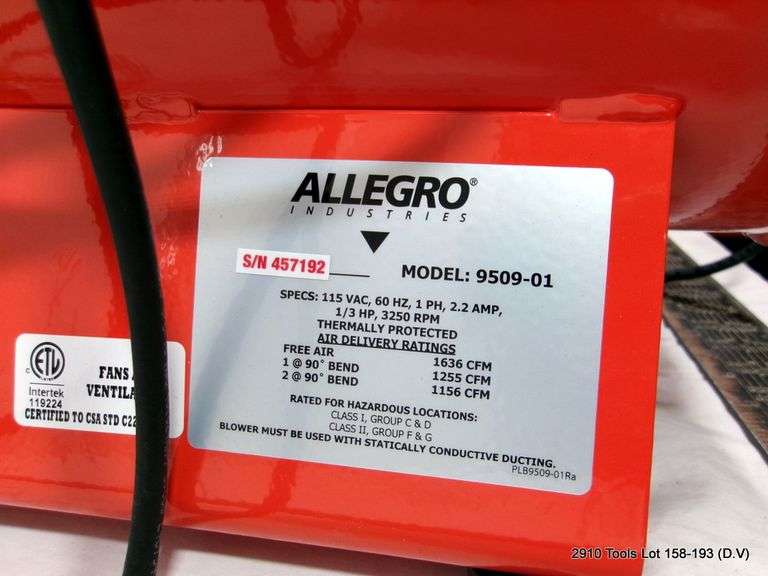 ALLEGRO®
INDUSTRIES
S/N 457192
MODEL: 9509-01
SPECS: 115 VAC, 60 HZ, 1 PH, 2.2 AMP,
1/3 HP, 3250 RPM
THERMALLY PROTECTED
AIR DELIVERY RATINGS
FREE AIR 1636 CFM
1 @ 90° BEND 1255 CFM
2 @ 90° BEND 1156 CFM
RATED FOR HAZARDOUS LOCATIONS:
CLASS I, GROUP C & D
CLASS II, GROUP F & G
BLOWER MUST BE USED WITH STATICALLY CONDUCTIVE DUCTING.
PLB9509-01Ra
C ETL
Intertek
119224
FANS
VENTILA
CERTIFIED TO CSA STD C22
2910 Tools Lot 158-193 (D.V)